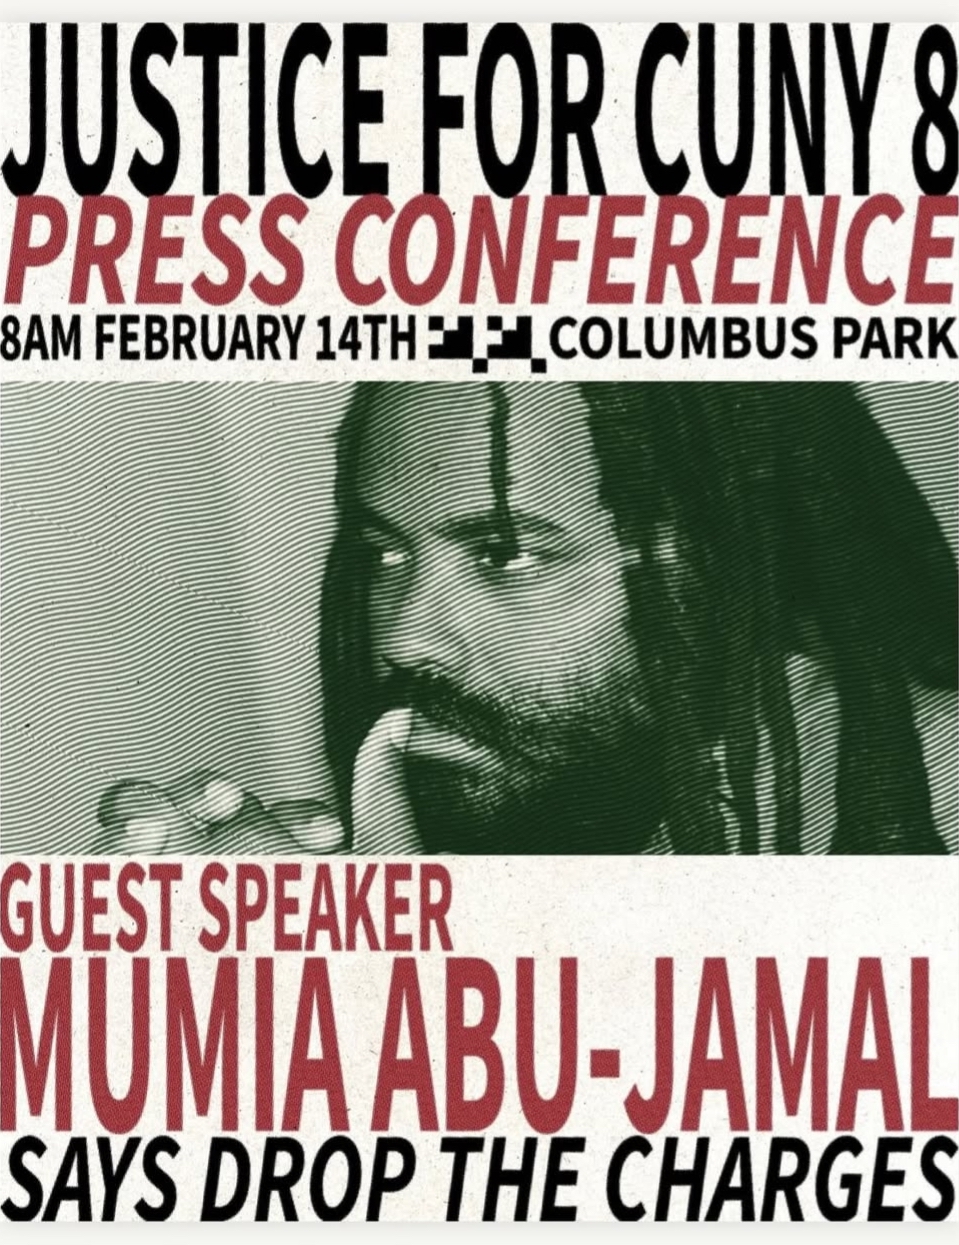 JUSTICE FOR CUNY 8
PRESS CONFERENCE
8AM FEBRUARY 14TH COLUMBUS PARK
GUEST SPEAKER
MUMIA ABU-JAMAL
SAYS DROP THE CHARGES